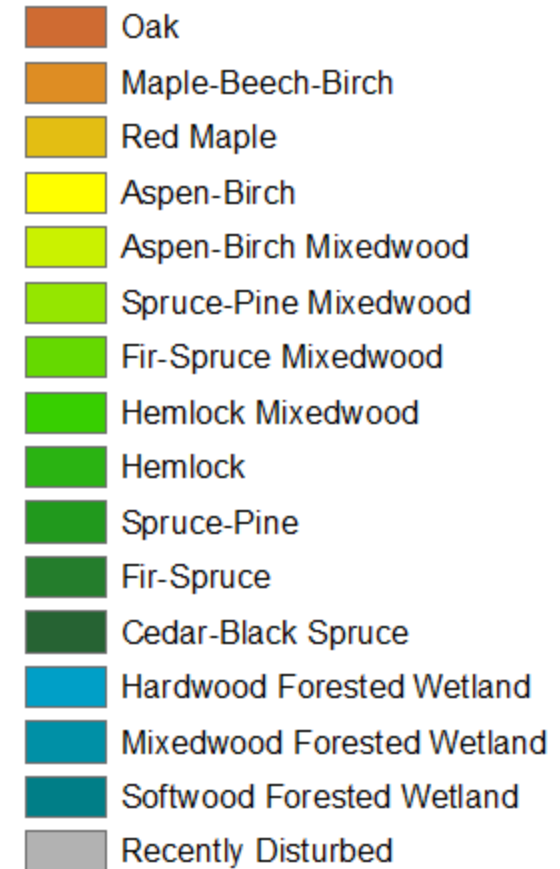 Oak
Maple-Beech-Birch
Red Maple
Aspen-Birch
Aspen-Birch Mixedwood
Spruce-Pine Mixedwood
Fir-Spruce Mixedwood
Hemlock Mixedwood
Hemlock
Spruce-Pine
Fir-Spruce
Cedar-Black Spruce
Hardwood Forested Wetland
Mixedwood Forested Wetland
Softwood Forested Wetland
Recently Disturbed